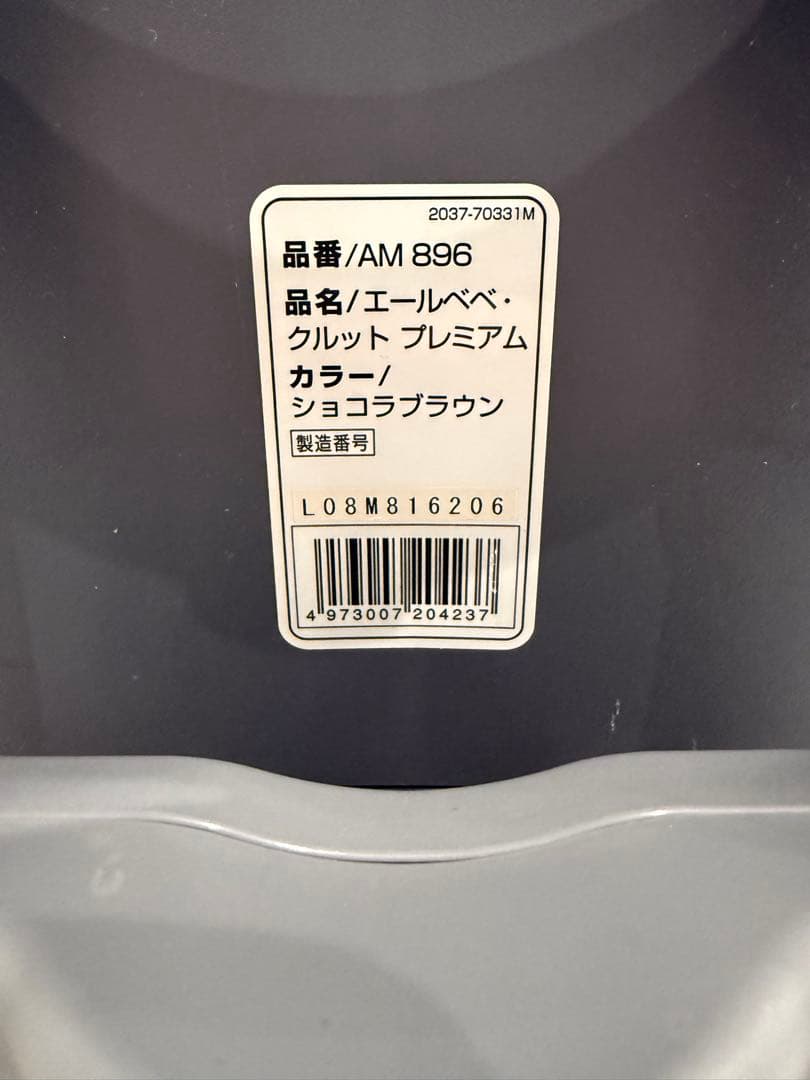 2037-70331M
品番/AM 896
品名/エールベベ・
クルット プレミアム
カラー/
ショコラブラウン
製造番号
L08M816206
4 973007 204237